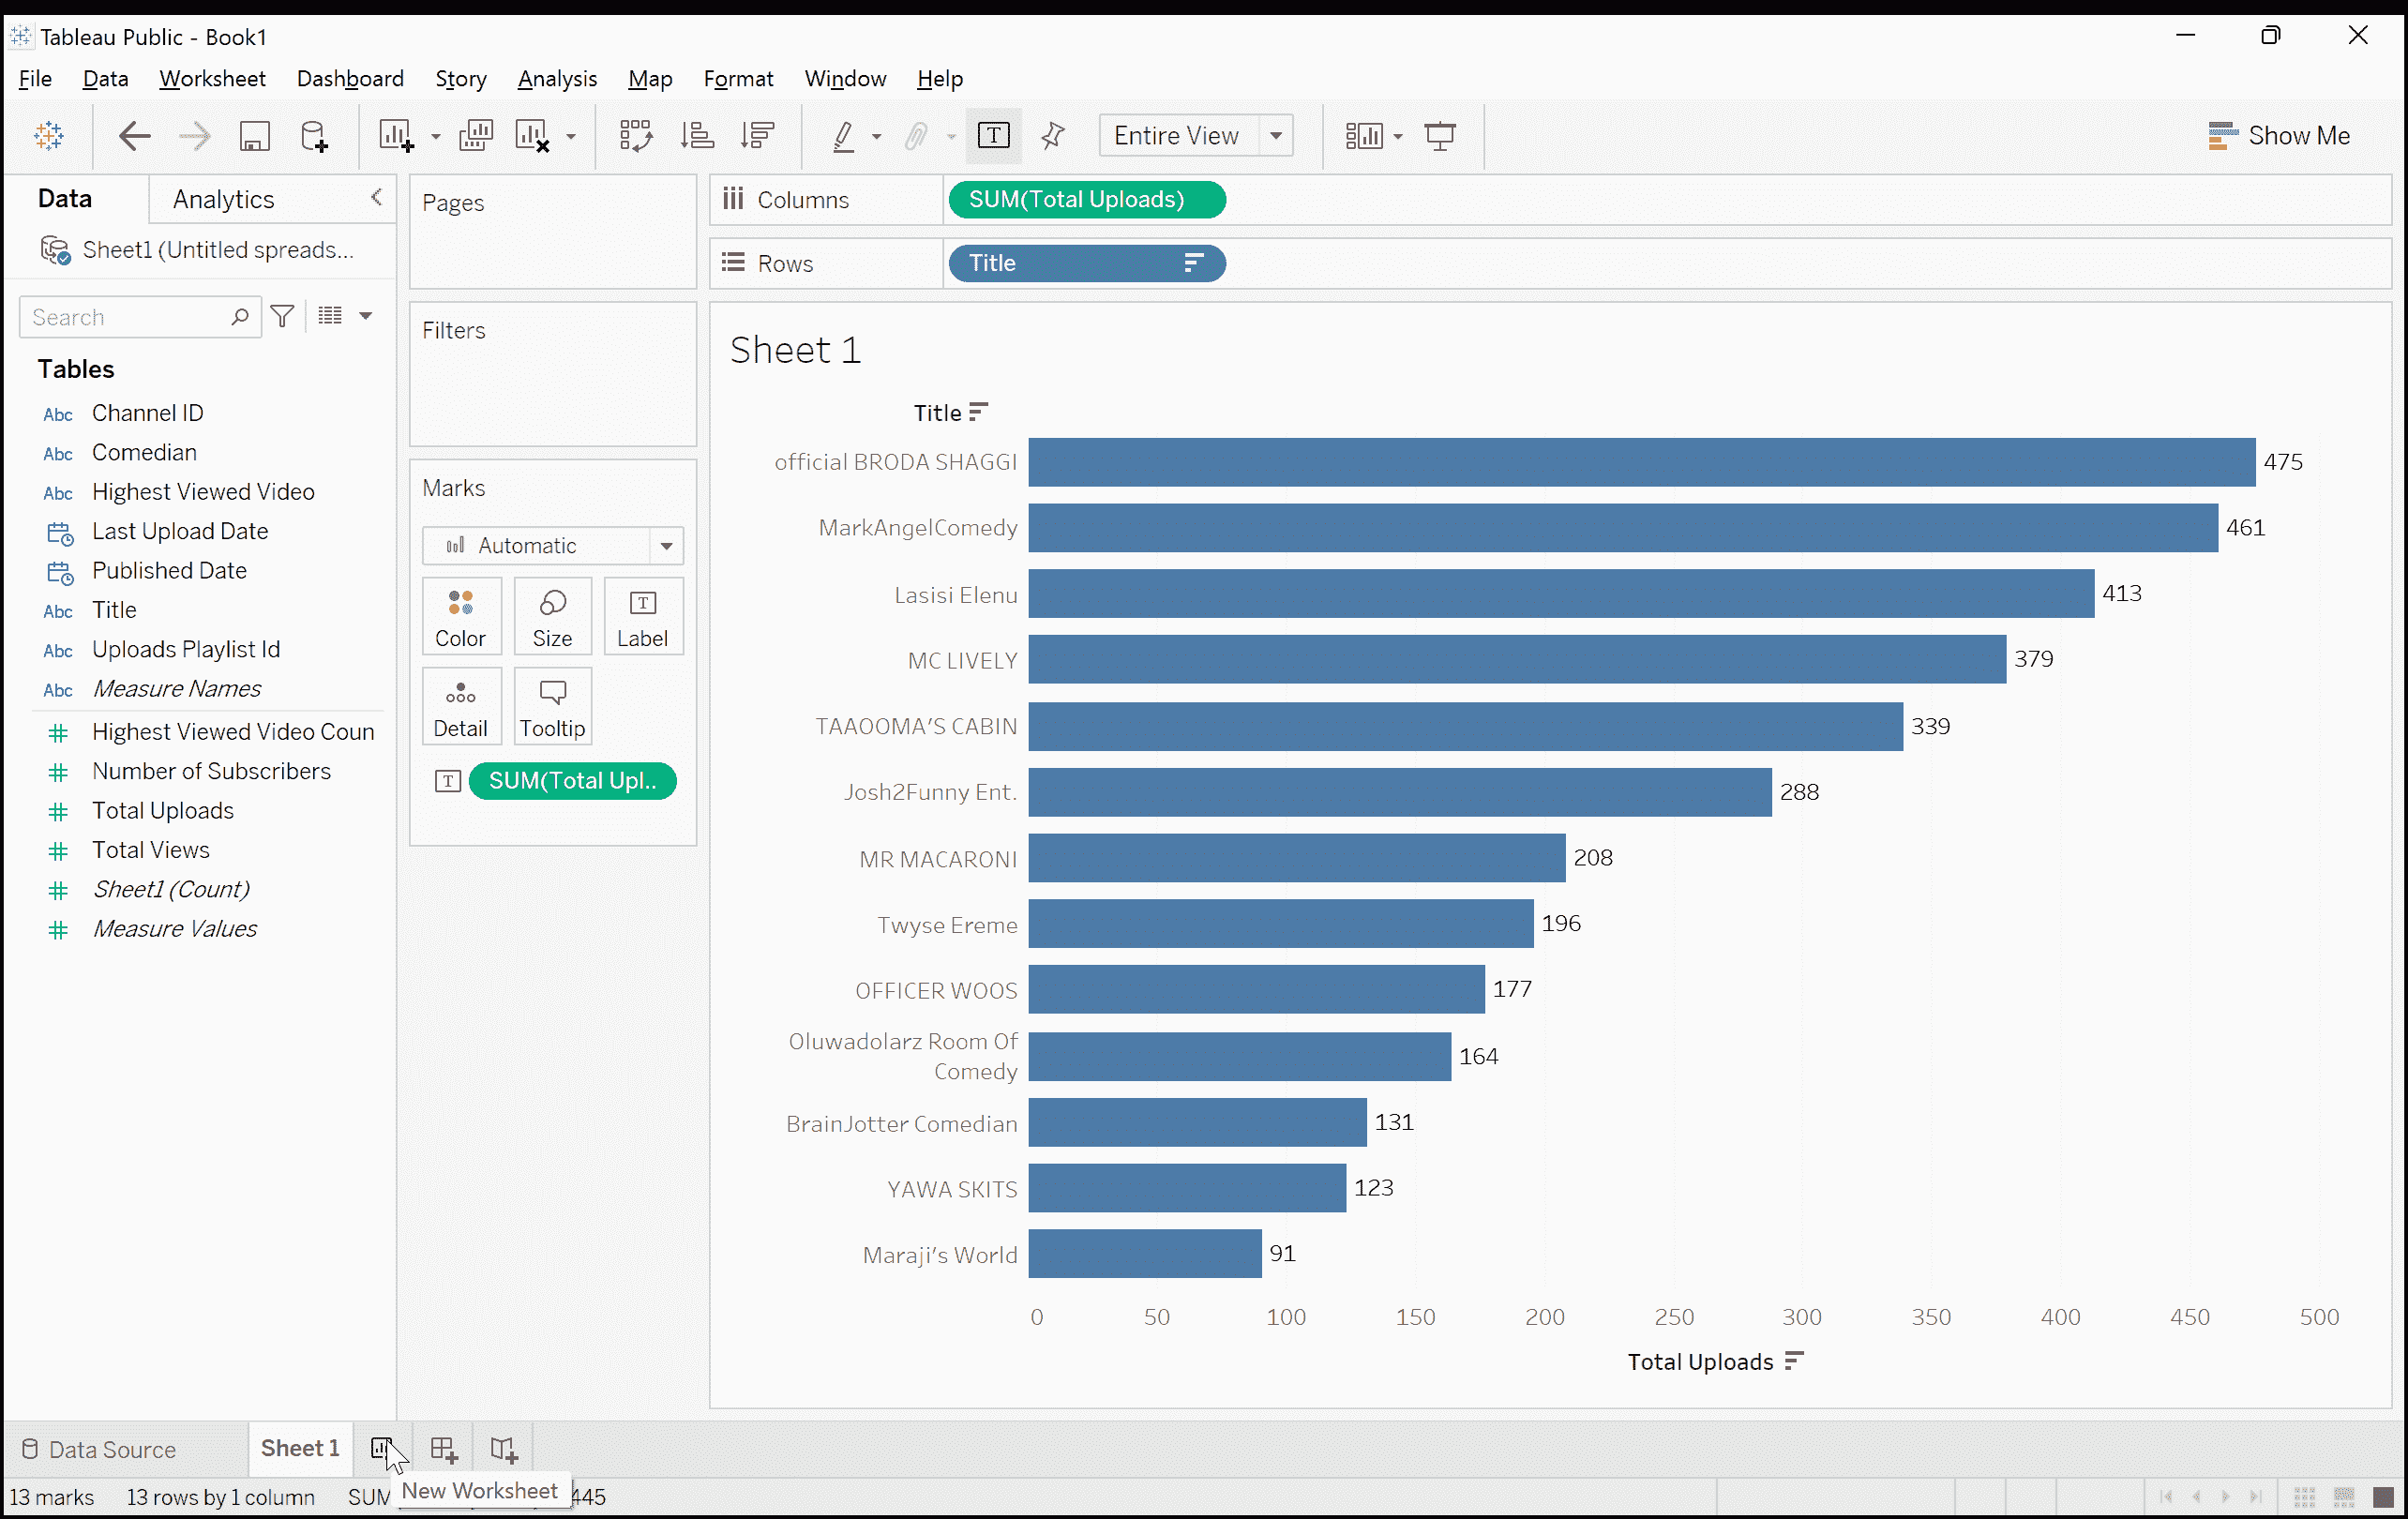 Tableau Public - Book1
File Data Worksheet Dashboard Story Analysis Map Format Window Help
Entire View
Show Me
Data Analytics
Sheet1 (Untitled spreads...
Search
Tables
Abc Channel ID
Abc Comedian
Abc Highest Viewed Video
Last Upload Date
Published Date
Abc Title
Abc Uploads Playlist Id
Abc Measure Names
Highest Viewed Video Coun
Number of Subscribers
Total Uploads
Total Views
Sheet1 (Count)
Measure Values
Pages
Filters
Marks
Automatic
Color Size T Label
Detail Tooltip
T SUM(Total Upl..
Columns SUM(Total Uploads)
Rows Title
Sheet 1
Title
official BRODA SHAGGI 475
MarkAngelComedy 461
Lasisi Elenu 413
MC LIVELY 379
TAAOOMA'S CABIN 339
Josh2Funny Ent. 288
MR MACARONI 208
Twyse Ereme 196
OFFICER WOOS 177
Oluwadolarz Room Of
Comedy 164
BrainJotter Comedian 131
YAWA SKITS 123
Maraji's World 91
0 50 100 150 200 250 300 350 400 450 500
Total Uploads
Data Source Sheet 1
New Worksheet
13 marks 13 rows by 1 column SUM 445